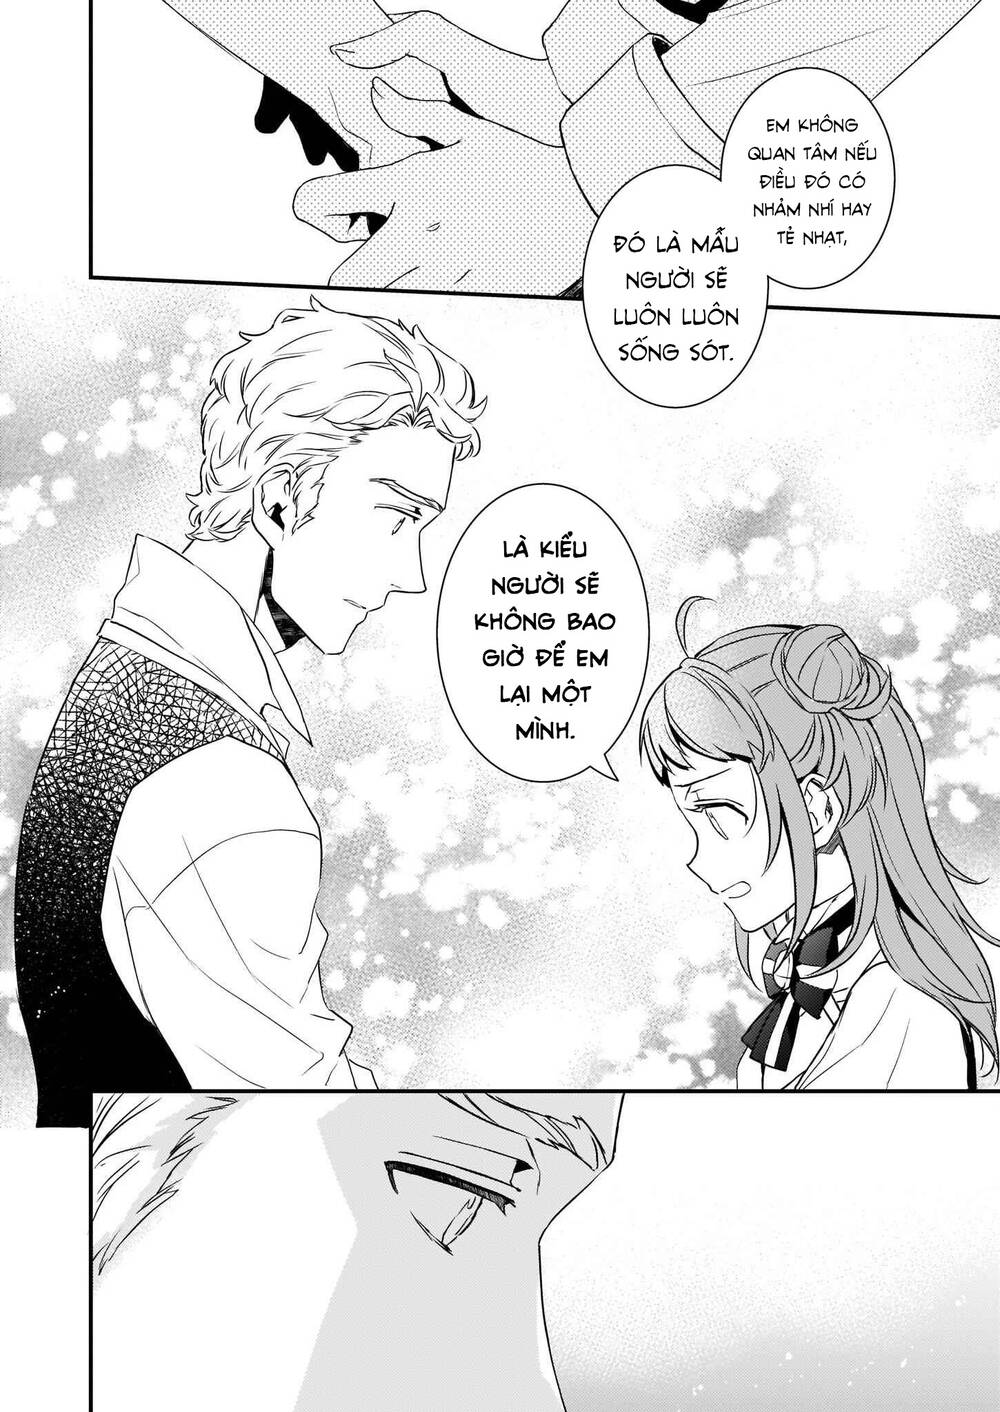 EM KHÔNG
QUAN TÂM NẾU
ĐIỀU ĐÓ CÓ
NHẢM NHÍ HAY
TẺ NHẠT,
ĐÓ LÀ MẪU
NGƯỜI SẼ
LUÔN LUÔN
SỐNG SÓT.
LÀ KIỂU
NGƯỜI SẼ
KHÔNG BAO
GIỜ ĐỂ EM
LẠI MỘT
MÌNH.